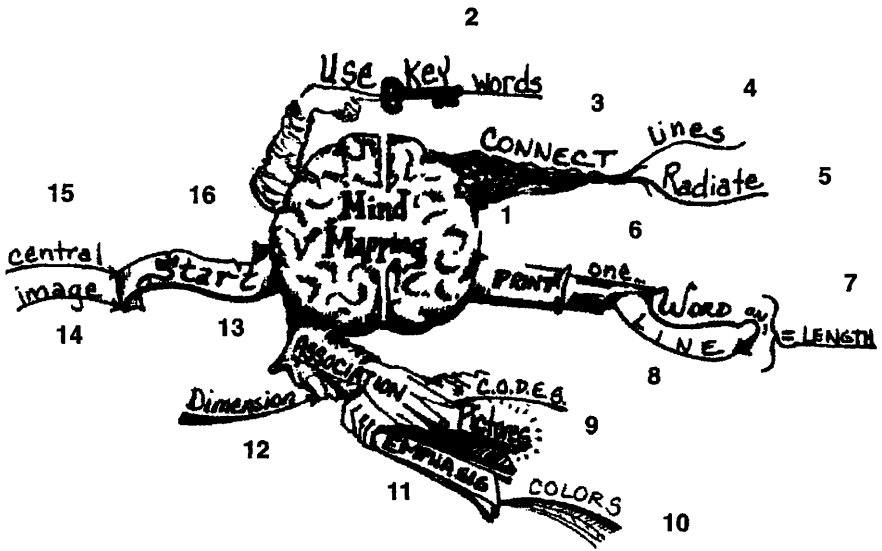 2
Use Key Words
3
4
CONNECT
Lines
Radiate
5
15
16
1
Mind
Mapping
6
central
image
Start
PRINT
one
WORD
LINE
= LENGTH
7
14
13
8
ASSOCIATION
Dimension
C.O.D.E.S.
Pictures
9
12
EMPHASIS
11
COLORS
10